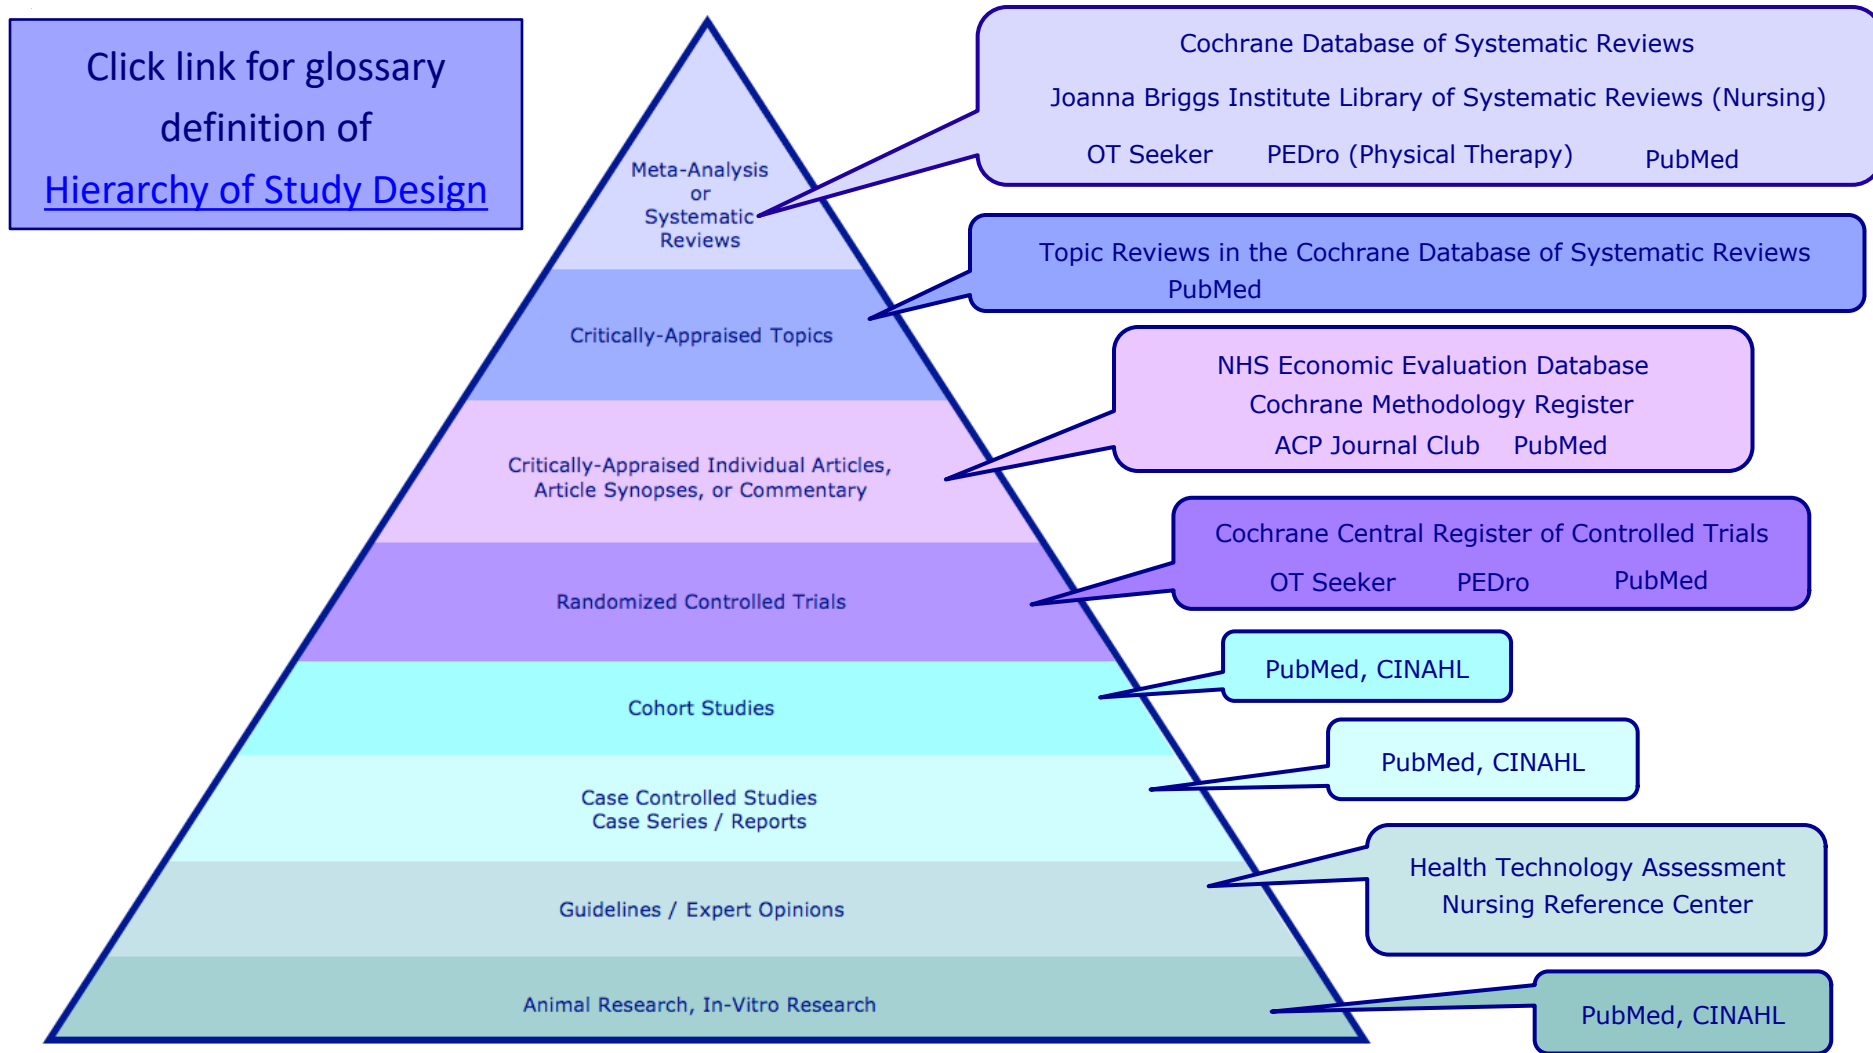 Click link for glossary
definition of
Hierarchy of Study Design
Meta-Analysis
or
Systematic
Reviews
Cochrane Database of Systematic Reviews
Joanna Briggs Institute Library of Systematic Reviews (Nursing)
OT Seeker PEDro (Physical Therapy) PubMed
Critically-Appraised Topics
Topic Reviews in the Cochrane Database of Systematic Reviews
PubMed
Critically-Appraised Individual Articles,
Article Synopses, or Commentary
NHS Economic Evaluation Database
Cochrane Methodology Register
ACP Journal Club PubMed
Randomized Controlled Trials
Cochrane Central Register of Controlled Trials
OT Seeker PEDro PubMed
Cohort Studies
PubMed, CINAHL
Case Controlled Studies
Case Series / Reports
PubMed, CINAHL
Guidelines / Expert Opinions
Health Technology Assessment
Nursing Reference Center
Animal Research, In-Vitro Research
PubMed, CINAHL